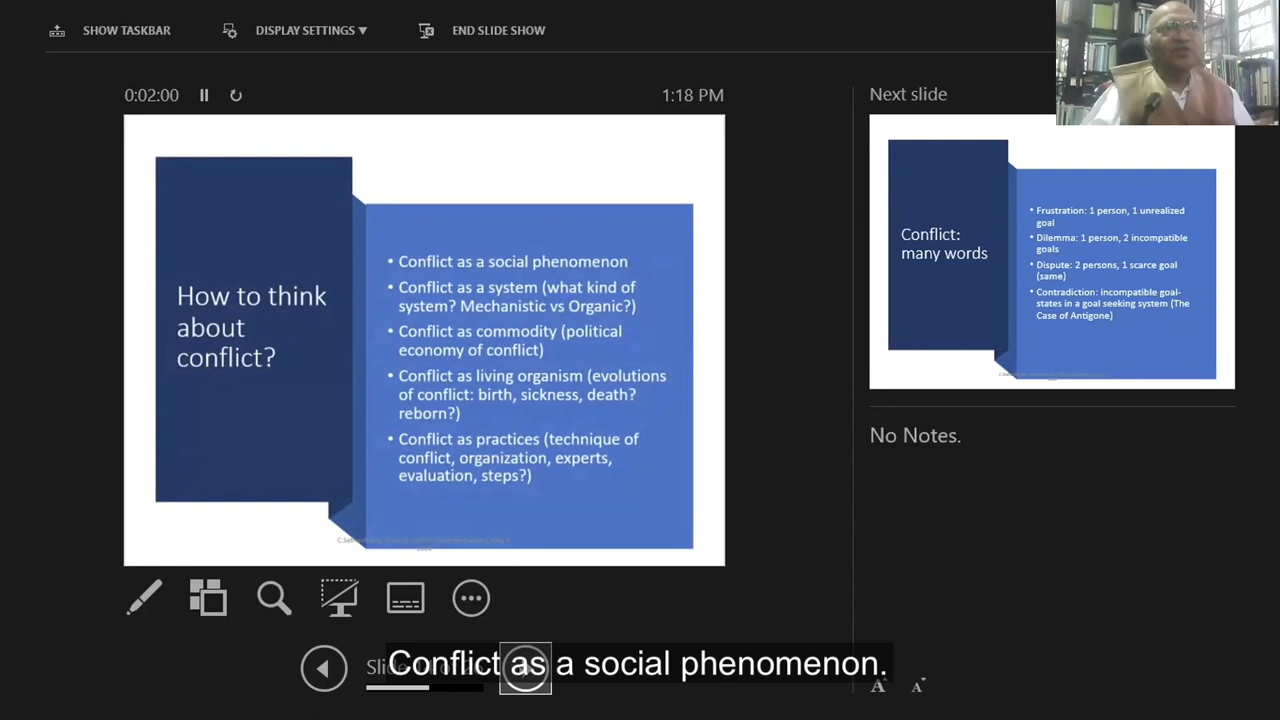 SHOW TASKBAR
DISPLAY SETTINGS ▼
END SLIDE SHOW
0:02:00
1:18 PM
How to think
about
conflict?
• Conflict as a social phenomenon
• Conflict as a system (what kind of
system? Mechanistic vs Organic?)
• Conflict as commodity (political
economy of conflict)
• Conflict as living organism (evolutions
of conflict: birth, sickness, death?
reborn?)
• Conflict as practices (technique of
conflict, organization, experts,
evaluation, steps?)
Next slide
Conflict:
many words
• Frustration: 1 person, 1 unrealized
goal
• Dilemma: 1 person, 2 incompatible
goals
• Dispute: 2 persons, 1 scarce goal
(same)
• Contradiction: incompatible goal-
states in a goal seeking system (The
Case of Antigone)
No Notes.
Slide
Conflict as a social phenomenon.
A A